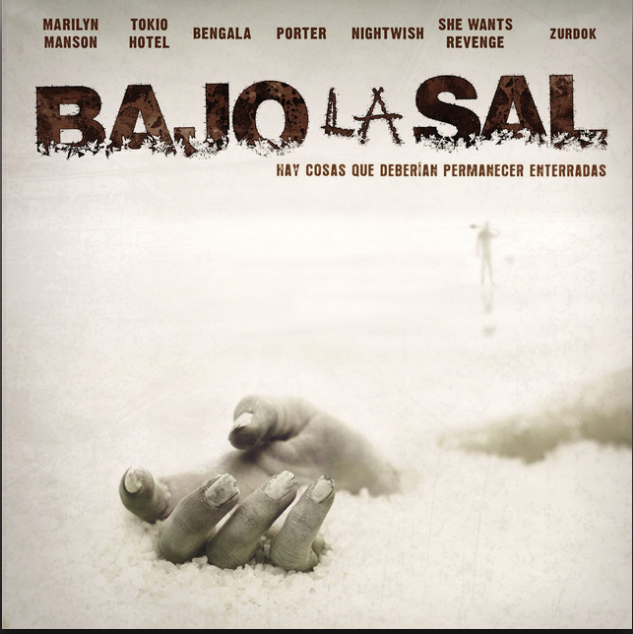 MARILYN MANSON
TOKIO HOTEL
BENGALA
PORTER
NIGHTWISH
SHE WANTS REVENGE
ZURDOK
BAJO LA SAL
HAY COSAS QUE DEBERÍAN PERMANECER ENTERRADAS